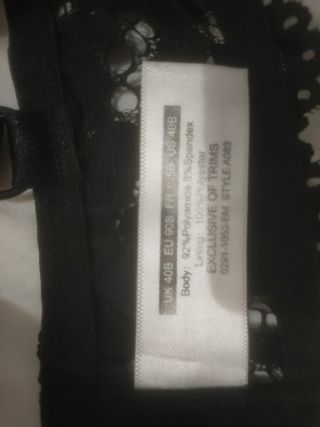 UK 40B EU 90B FR 105B US 40B
Body: 92%Polyamide,8%Spandex
Lining: 100%Polyester
EXCLUSIVE OF TRIMS
0291-1053-BM STYLE A083